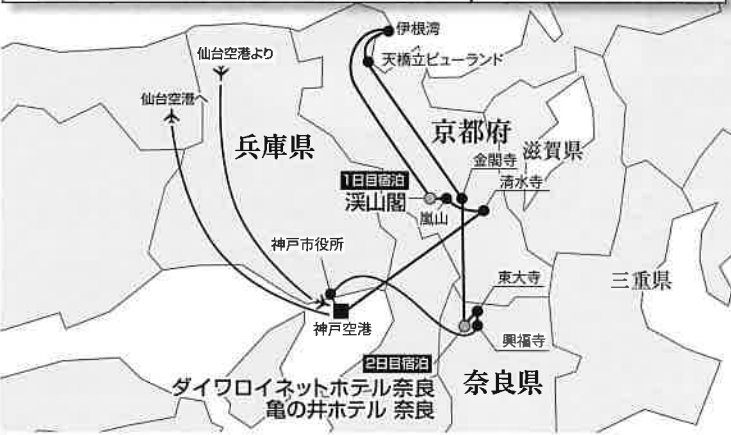 伊根湾
天橋立ビューランド
仙台空港より
仙台空港へ
兵庫県
京都府
滋賀県
金閣寺
清水寺
1日目宿泊
渓山閣
嵐山
神戸市役所
神戸空港
東大寺
興福寺
三重県
2日目宿泊
ダイワロイネットホテル奈良
亀の井ホテル 奈良
奈良県